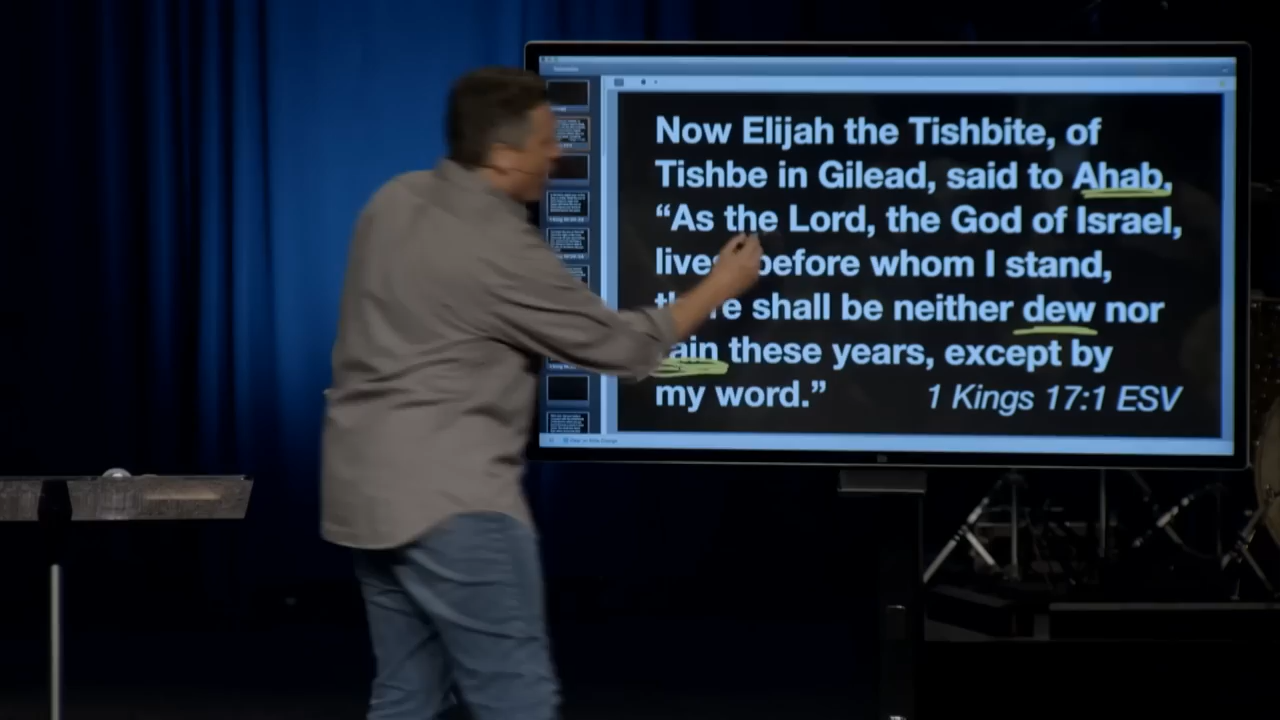 Now Elijah the Tishbite, of
Tishbe in Gilead, said to Ahab,
“As the Lord, the God of Israel,
before whom I stand,
shall be neither dew nor
these years, except by
my word.”
1 Kings 17:1 ESV